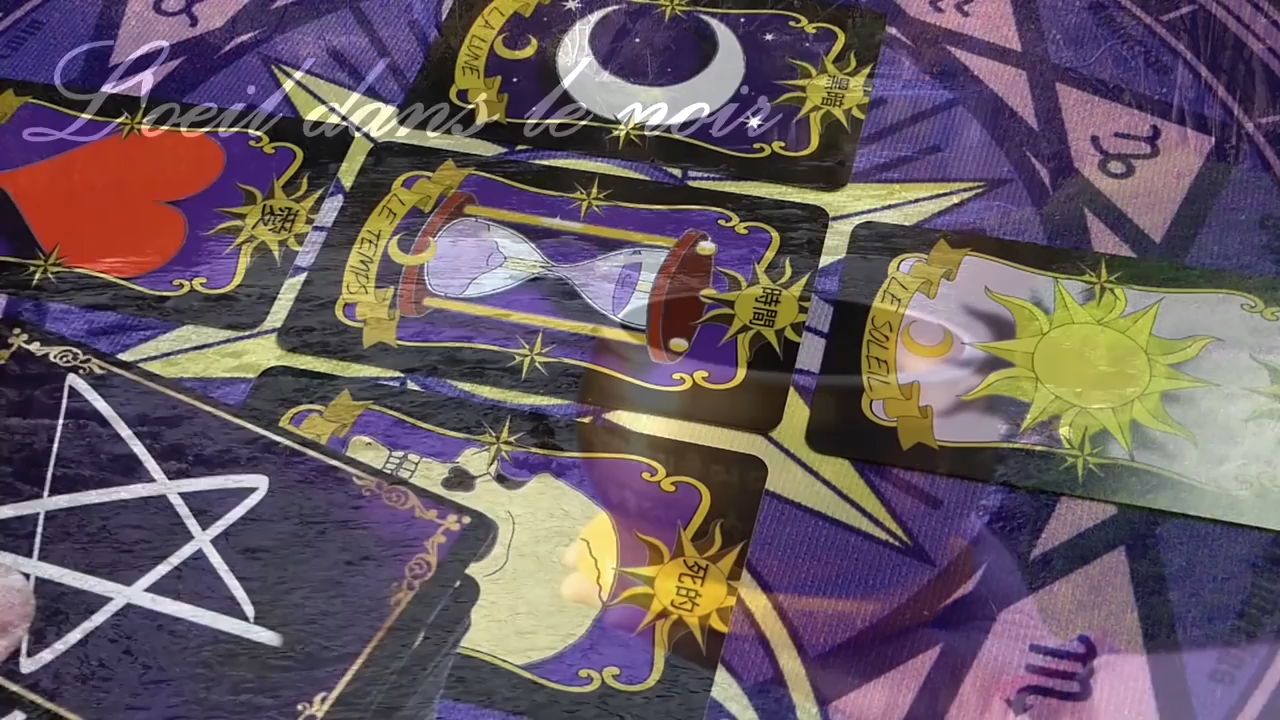 L'oeil dans le noir
LA LUNE
黑暗
愛
LE TEMPS
時間
LE SOLEIL
死的